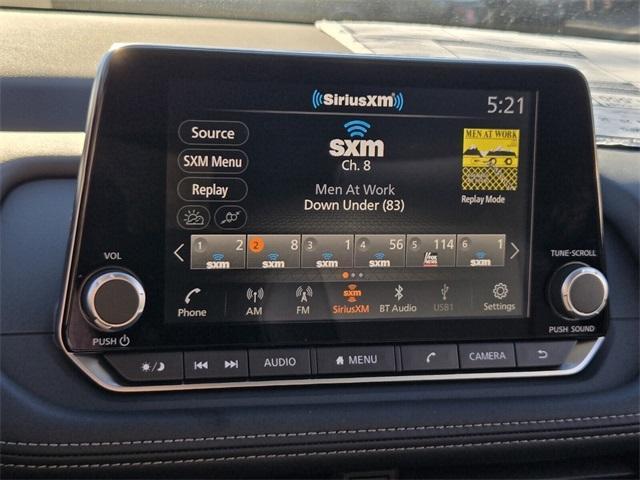 SiriusXM
5:21
Source
SXM Menu
Replay
sxm
Ch. 8
Men At Work
Down Under (83)
MEN AT WORK
Replay Mode
1 2 sxm
2 8 sxm
3 1 sxm
4 56 sxm
5 114 FOX NEWS
6 1 sxm
Phone
AM
FM
SiriusXM
BT Audio
USB1
Settings
VOL
PUSH
TUNE·SCROLL
PUSH SOUND
AUDIO
MENU
CAMERA